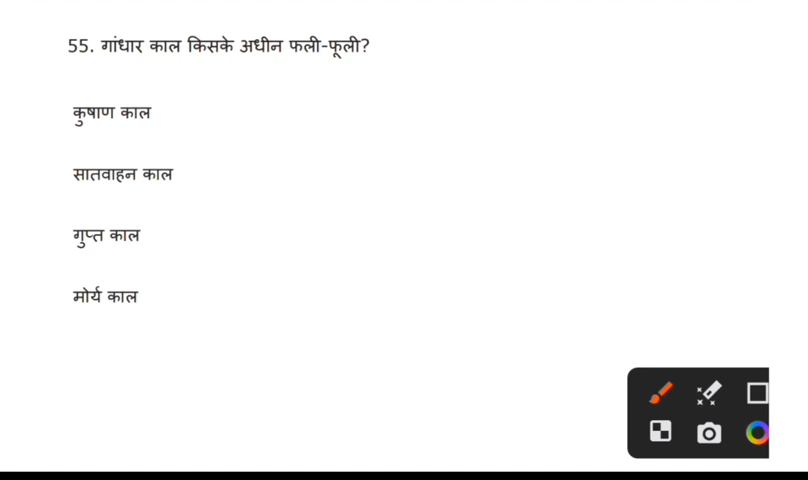 55. गांधार काल किसके अधीन फली-फूली?
कुषाण काल
सातवाहन काल
गुप्त काल
मोर्य काल